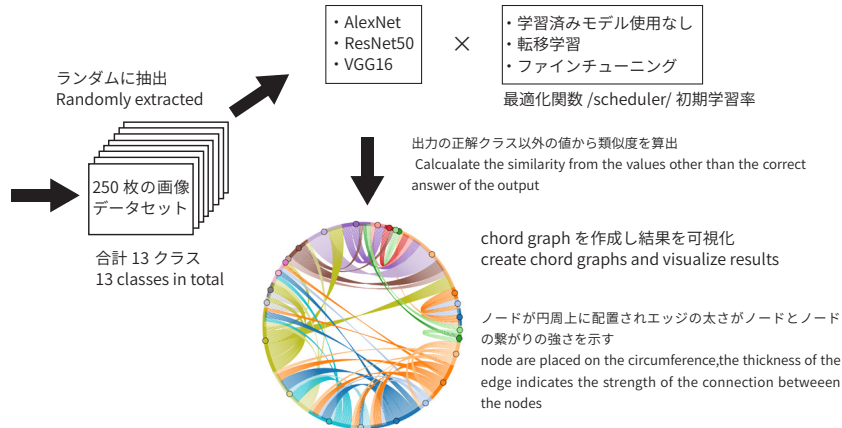 ランダムに抽出
Randomly extracted
250 枚の画像
データセット
合計 13 クラス
13 classes in total
・AlexNet
・ResNet50
・VGG16
×
・学習済みモデル使用なし
・転移学習
・ファインチューニング
最適化関数 /scheduler/ 初期学習率
出力の正解クラス以外の値から類似度を算出
Calcualate the similarity from the values other than the correct
answer of the output
chord graph を作成し結果を可視化
create chord graphs and visualize results
ノードが円周上に配置されエッジの太さがノードとノード
の繋がりの強さを示す
node are placed on the circumference,the thickness of the
edge indicates the strength of the connection betweeen
the nodes